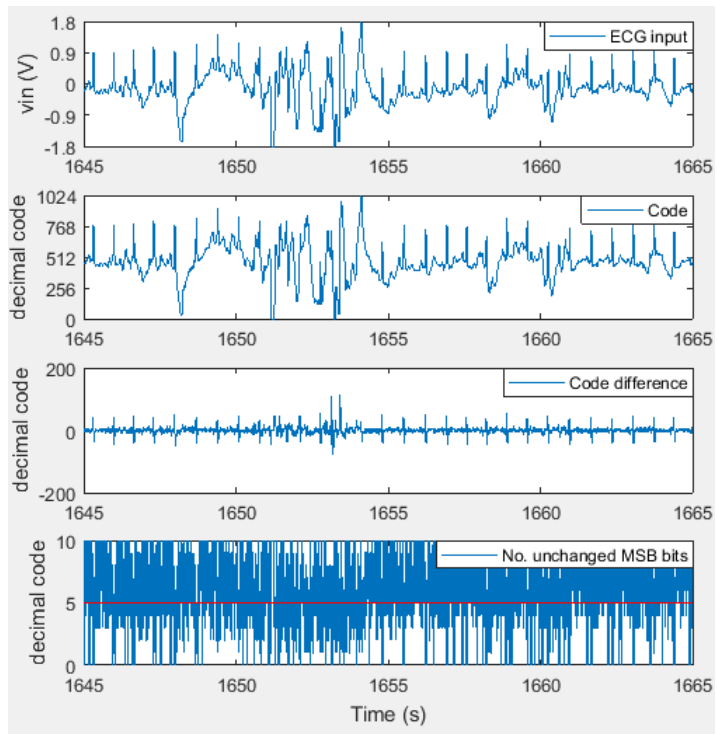 1.8
0.9
0
-0.9
-1.8
vin (V)
ECG input
1645 1650 1655 1660 1665
1024
768
512
256
0
decimal code
Code
1645 1650 1655 1660 1665
200
0
-200
decimal code
Code difference
1645 1650 1655 1660 1665
10
5
0
decimal code
No. unchanged MSB bits
1645 1650 1655 1660 1665
Time (s)